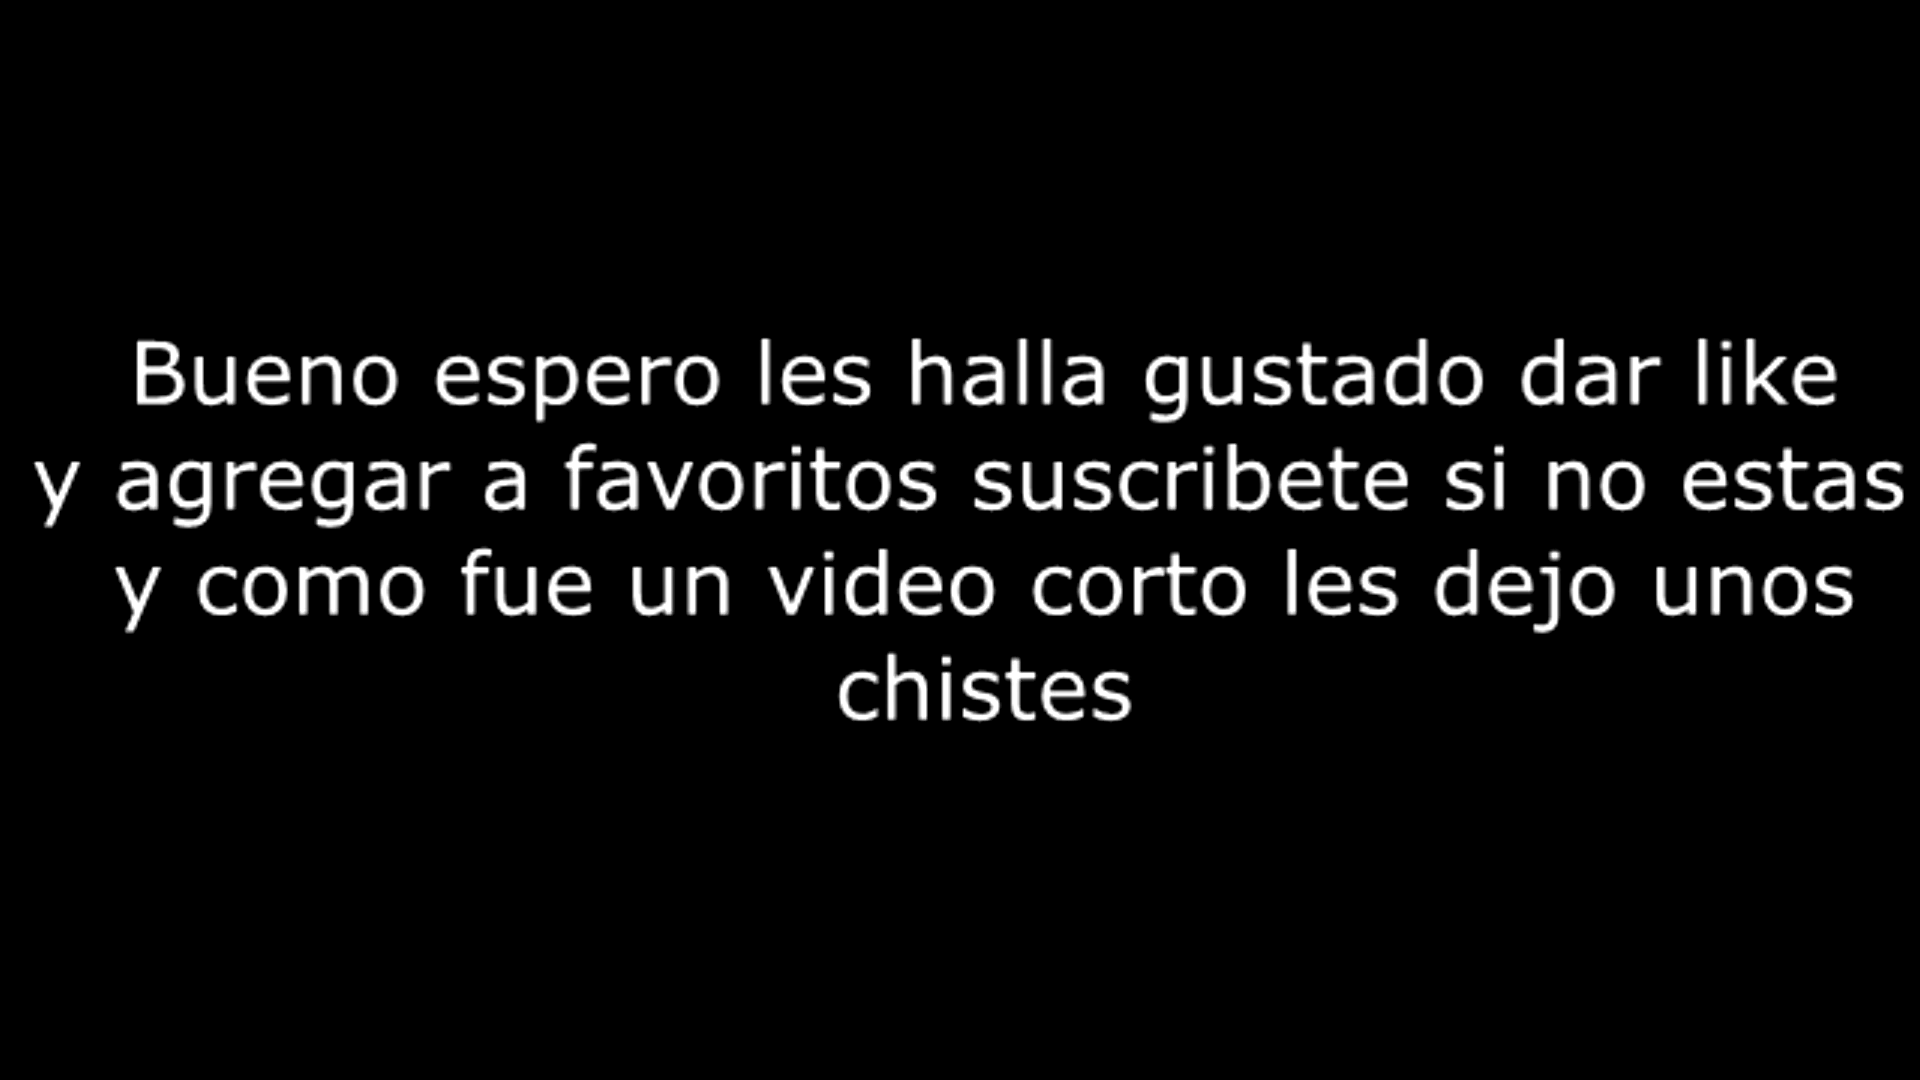 Bueno espero les halla gustado dar like
y agregar a favoritos suscribete si no estas
y como fue un video corto les dejo unos
chistes